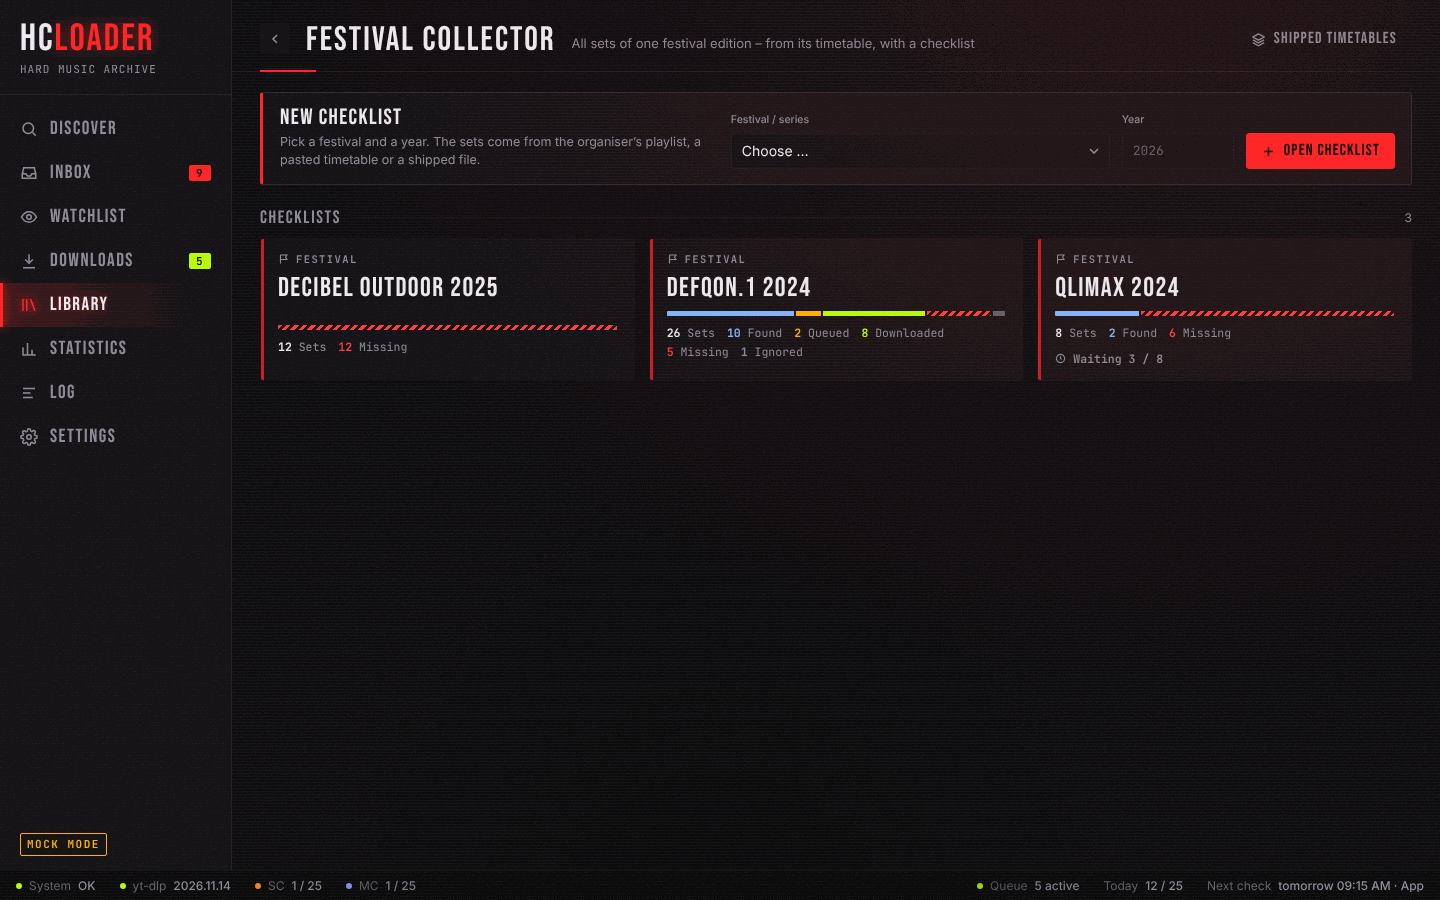 HCLOADER
HARD MUSIC ARCHIVE
DISCOVER
INBOX 9
WATCHLIST
DOWNLOADS 5
LIBRARY
STATISTICS
LOG
SETTINGS
MOCK MODE
FESTIVAL COLLECTOR All sets of one festival edition – from its timetable, with a checklist
SHIPPED TIMETABLES
NEW CHECKLIST
Pick a festival and a year. The sets come from the organiser's playlist, a
pasted timetable or a shipped file.
Festival / series
Choose ...
Year
2026
+ OPEN CHECKLIST
CHECKLISTS 3
FESTIVAL
DECIBEL OUTDOOR 2025
12 Sets 12 Missing
FESTIVAL
DEFQON.1 2024
26 Sets 10 Found 2 Queued 8 Downloaded
5 Missing 1 Ignored
FESTIVAL
QLIMAX 2024
8 Sets 2 Found 6 Missing
Waiting 3 / 8
System OK yt-dlp 2026.11.14 SC 1 / 25 MC 1 / 25 Queue 5 active Today 12 / 25 Next check tomorrow 09:15 AM · App